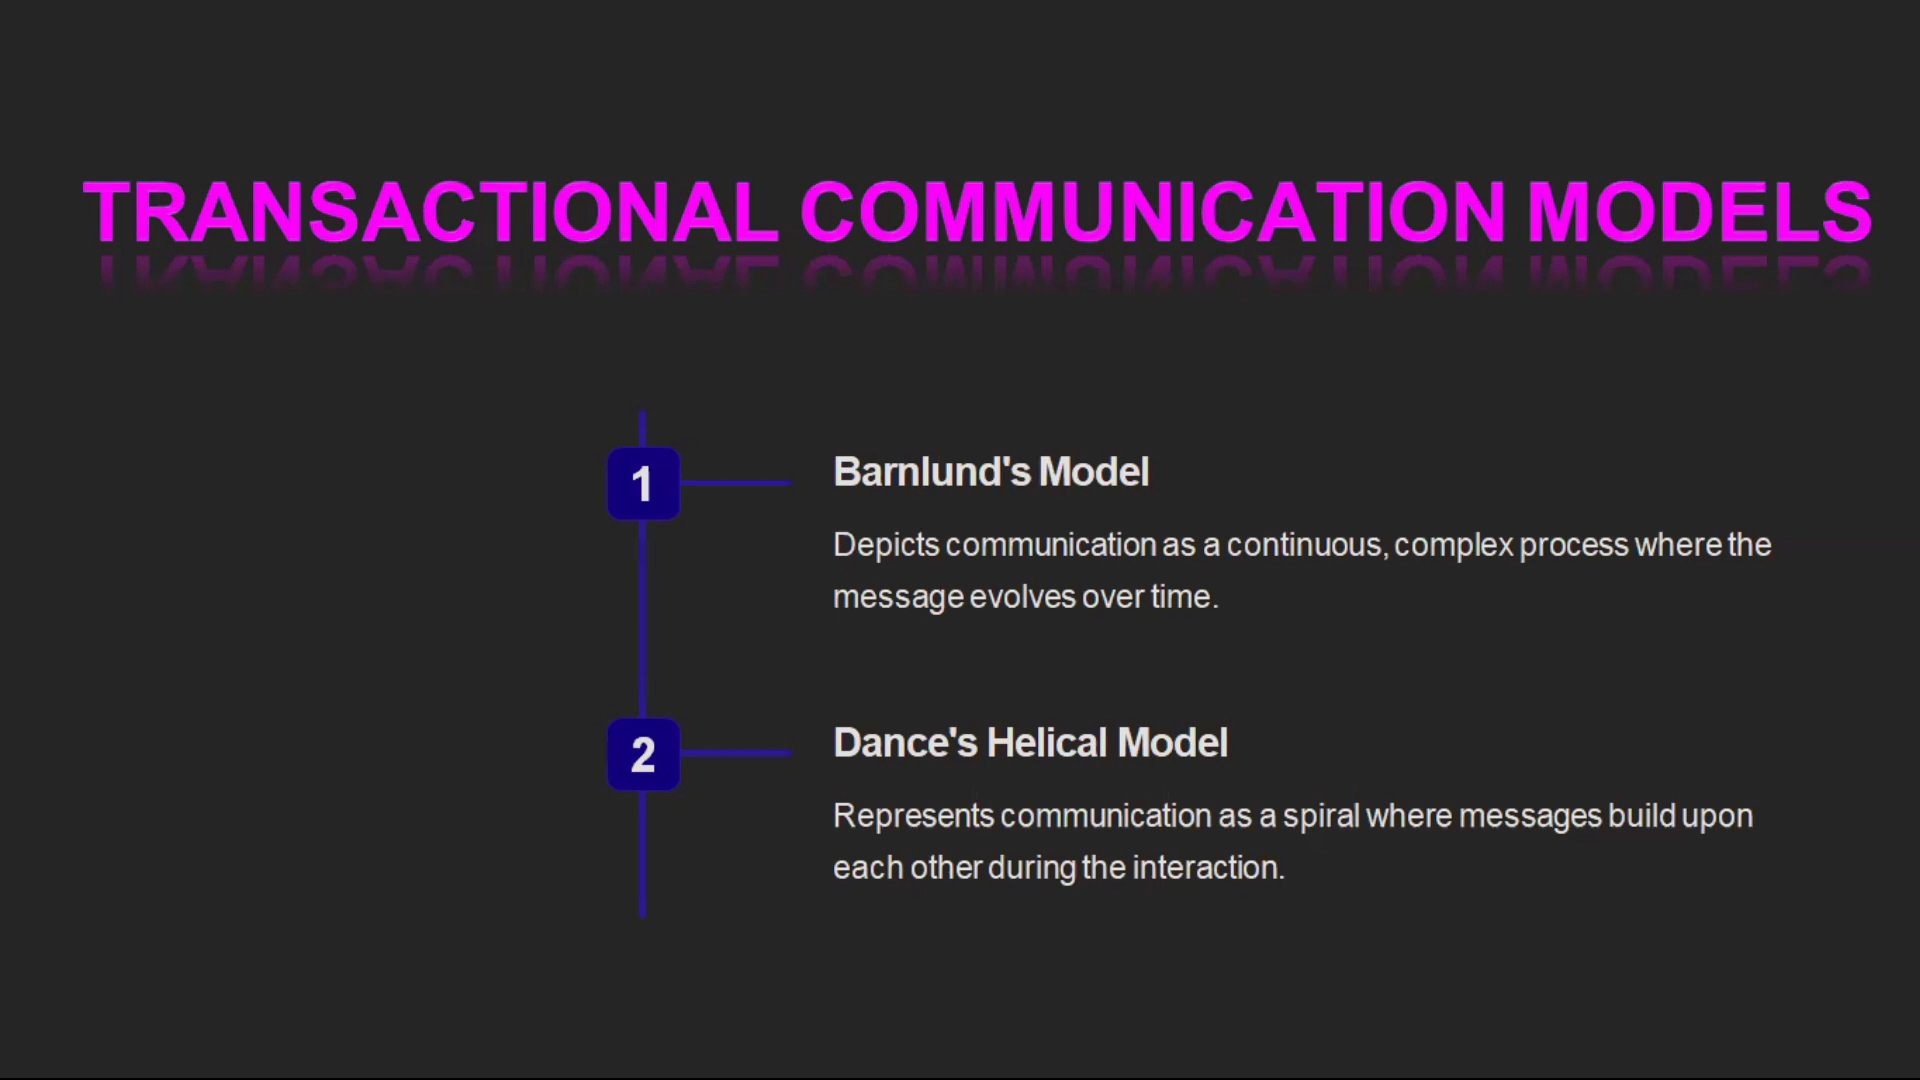 TRANSACTIONAL COMMUNICATION MODELS
1
Barnlund's Model
Depicts communication as a continuous, complex process where the
message evolves over time.
2
Dance's Helical Model
Represents communication as a spiral where messages build upon
each other during the interaction.